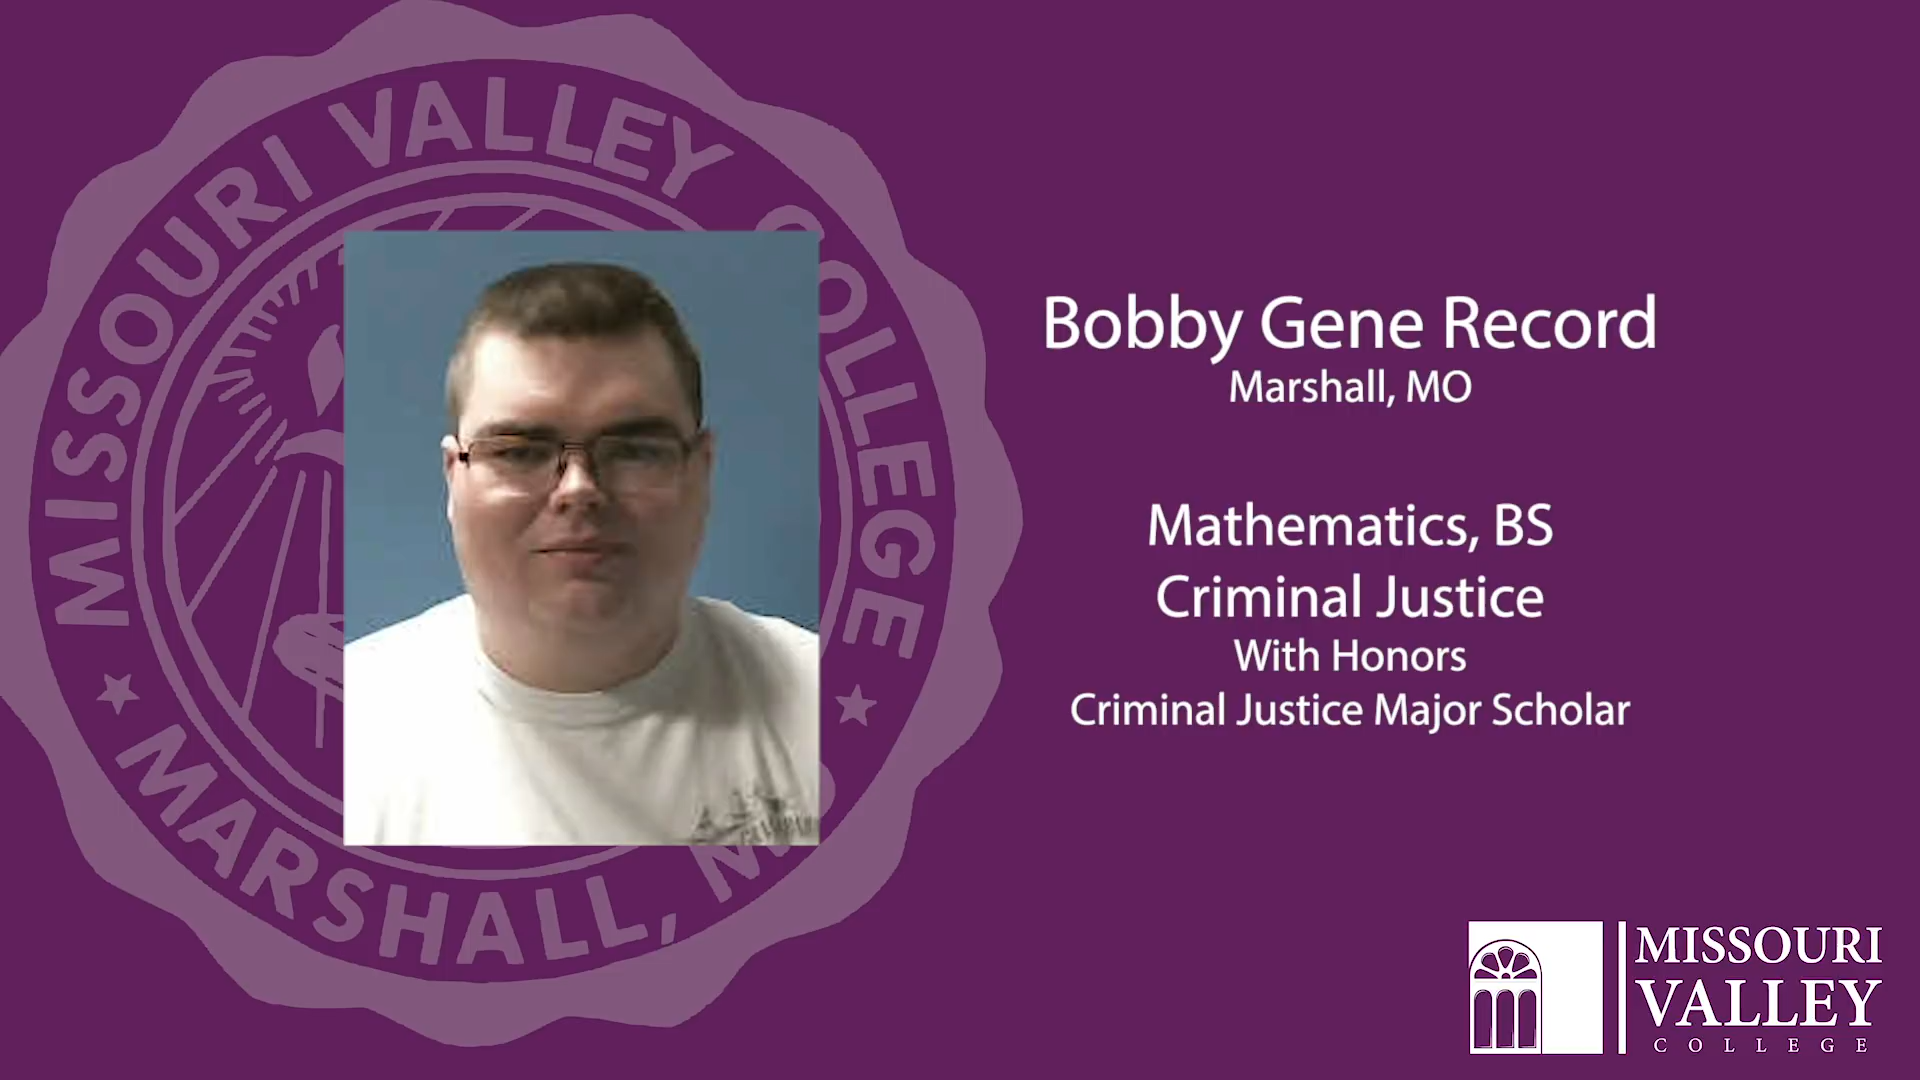 MISSOURI VALLEY COLLEGE
MARSHALL, MO
Bobby Gene Record
Marshall, MO
Mathematics, BS
Criminal Justice
With Honors
Criminal Justice Major Scholar
MISSOURI
VALLEY
COLLEGE